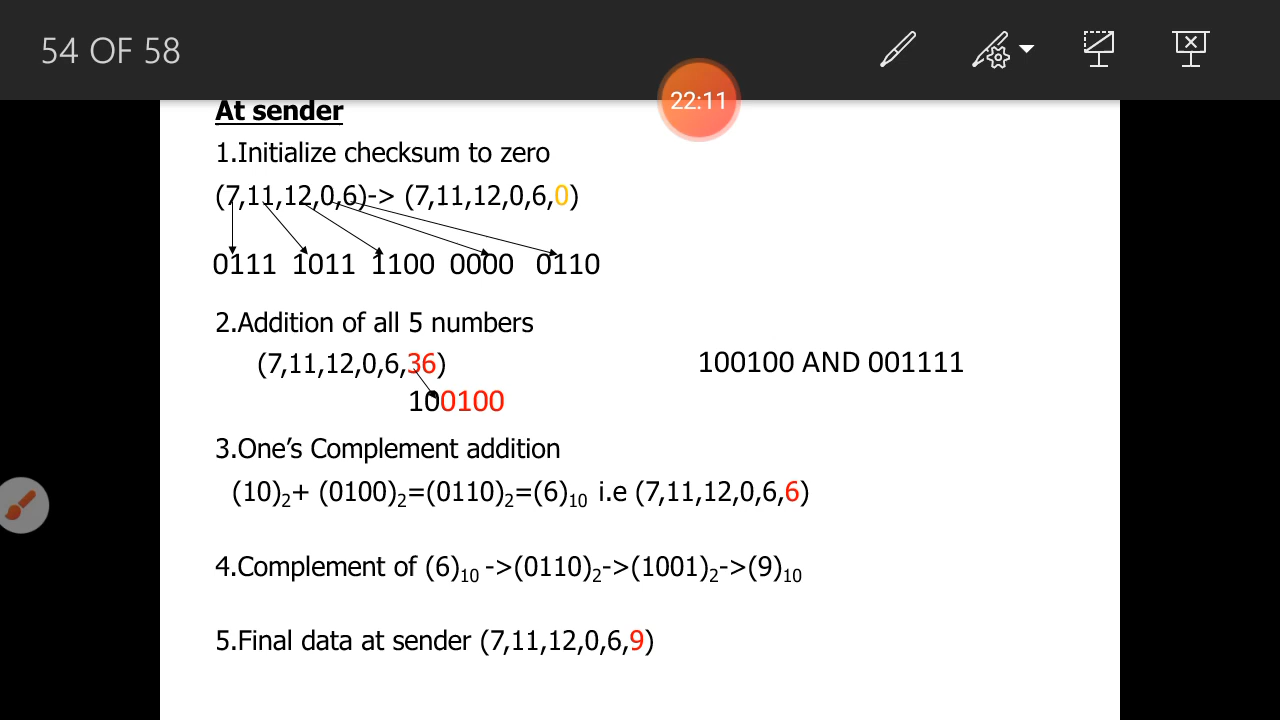 54 OF 58
22:11
At sender
1.Initialize checksum to zero
(7,11,12,0,6)-> (7,11,12,0,6,0)
0111 1011 1100 0000 0110
2.Addition of all 5 numbers
(7,11,12,0,6,36)
100100 AND 001111
100100
3.One’s Complement addition
(10)2+ (0100)2=(0110)2=(6)10 i.e (7,11,12,0,6,6)
4.Complement of (6)10 ->(0110)2->(1001)2->(9)10
5.Final data at sender (7,11,12,0,6,9)